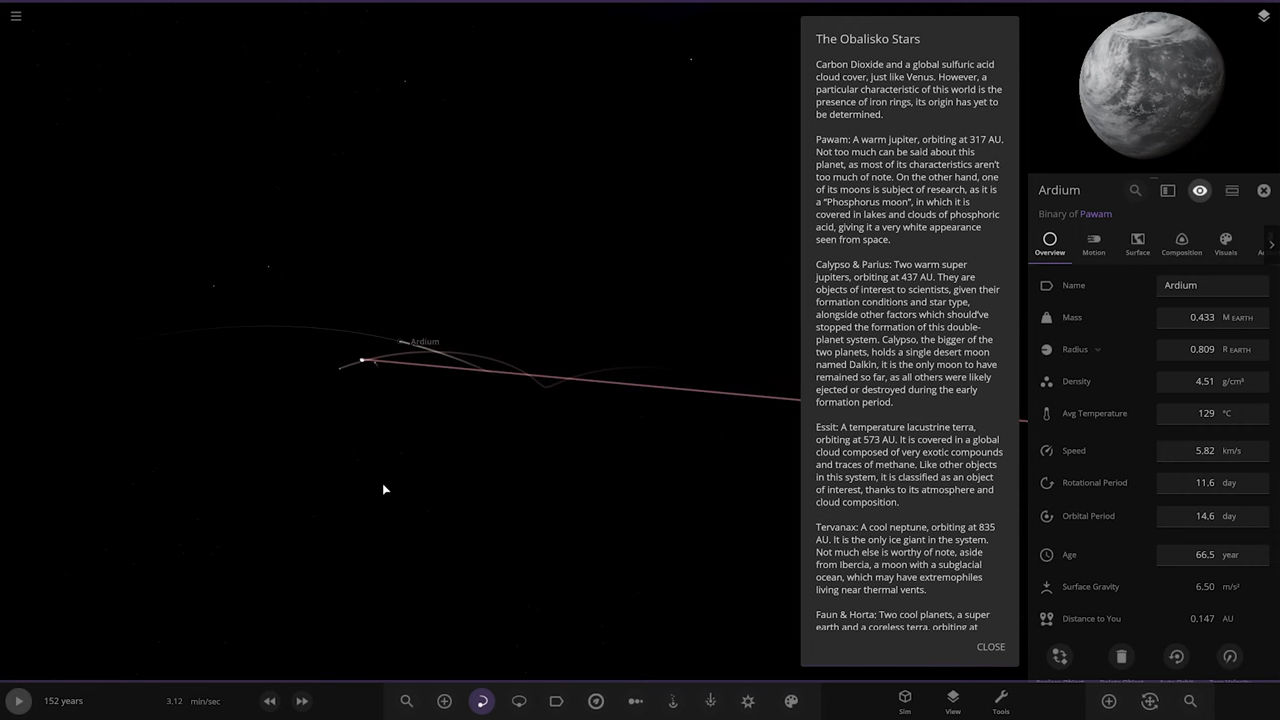 The Obalisko Stars
Carbon Dioxide and a global sulfuric acid
cloud cover, just like Venus. However, a
particular characteristic of this world is the
presence of iron rings, its origin has yet to
be determined.
Pawam: A warm jupiter, orbiting at 317 AU.
Not too much can be said about this
planet, as most of its characteristics aren't
too much of note. On the other hand, one
of its moons is subject of research, as it is
a "Phosphorus moon", in which it is
covered in lakes and clouds of phosphoric
acid, giving it a very white appearance
seen from space.
Calypso & Parius: Two warm super
jupiters, orbiting at 437 AU. They are
objects of interest to scientists, given their
formation conditions and star type,
alongside other factors which should've
stopped the formation of this double-
planet system. Calypso, the bigger of the
two planets, holds a single desert moon
named Dalkin, it is the only moon to have
remained so far, as all others were likely
ejected or destroyed during the early
formation period.
Essit: A temperature lacustrine terra,
orbiting at 573 AU. It is covered in a global
cloud composed of very exotic compounds
and traces of methane. Like other objects
in this system, it is classified as an object
of interest, thanks to its atmosphere and
cloud composition.
Tervanax: A cool neptune, orbiting at 835
AU. It is the only ice giant in the system.
Not much else is worthy of note, aside
from Ibercia, a moon with a subglacial
ocean, which may have extremophiles
living near thermal vents.
Faun & Horta: Two cool planets, a super
earth and a coreless terra, orbiting at
CLOSE
Ardium
Ardium
Binary of Pawam
Overview
Motion
Surface
Composition
Visuals
Name Ardium
Mass 0,433 M EARTH
Radius 0,809 R EARTH
Density 4.51 g/cm³
Avg Temperature 129 °C
Speed 5.82 km/s
Rotational Period 11.6 day
Orbital Period 14.6 day
Age 66,5 year
Surface Gravity 6,50 m/s²
Distance to You 0,147 AU
152 years
3,12 min/sec
Sim
View
Tools